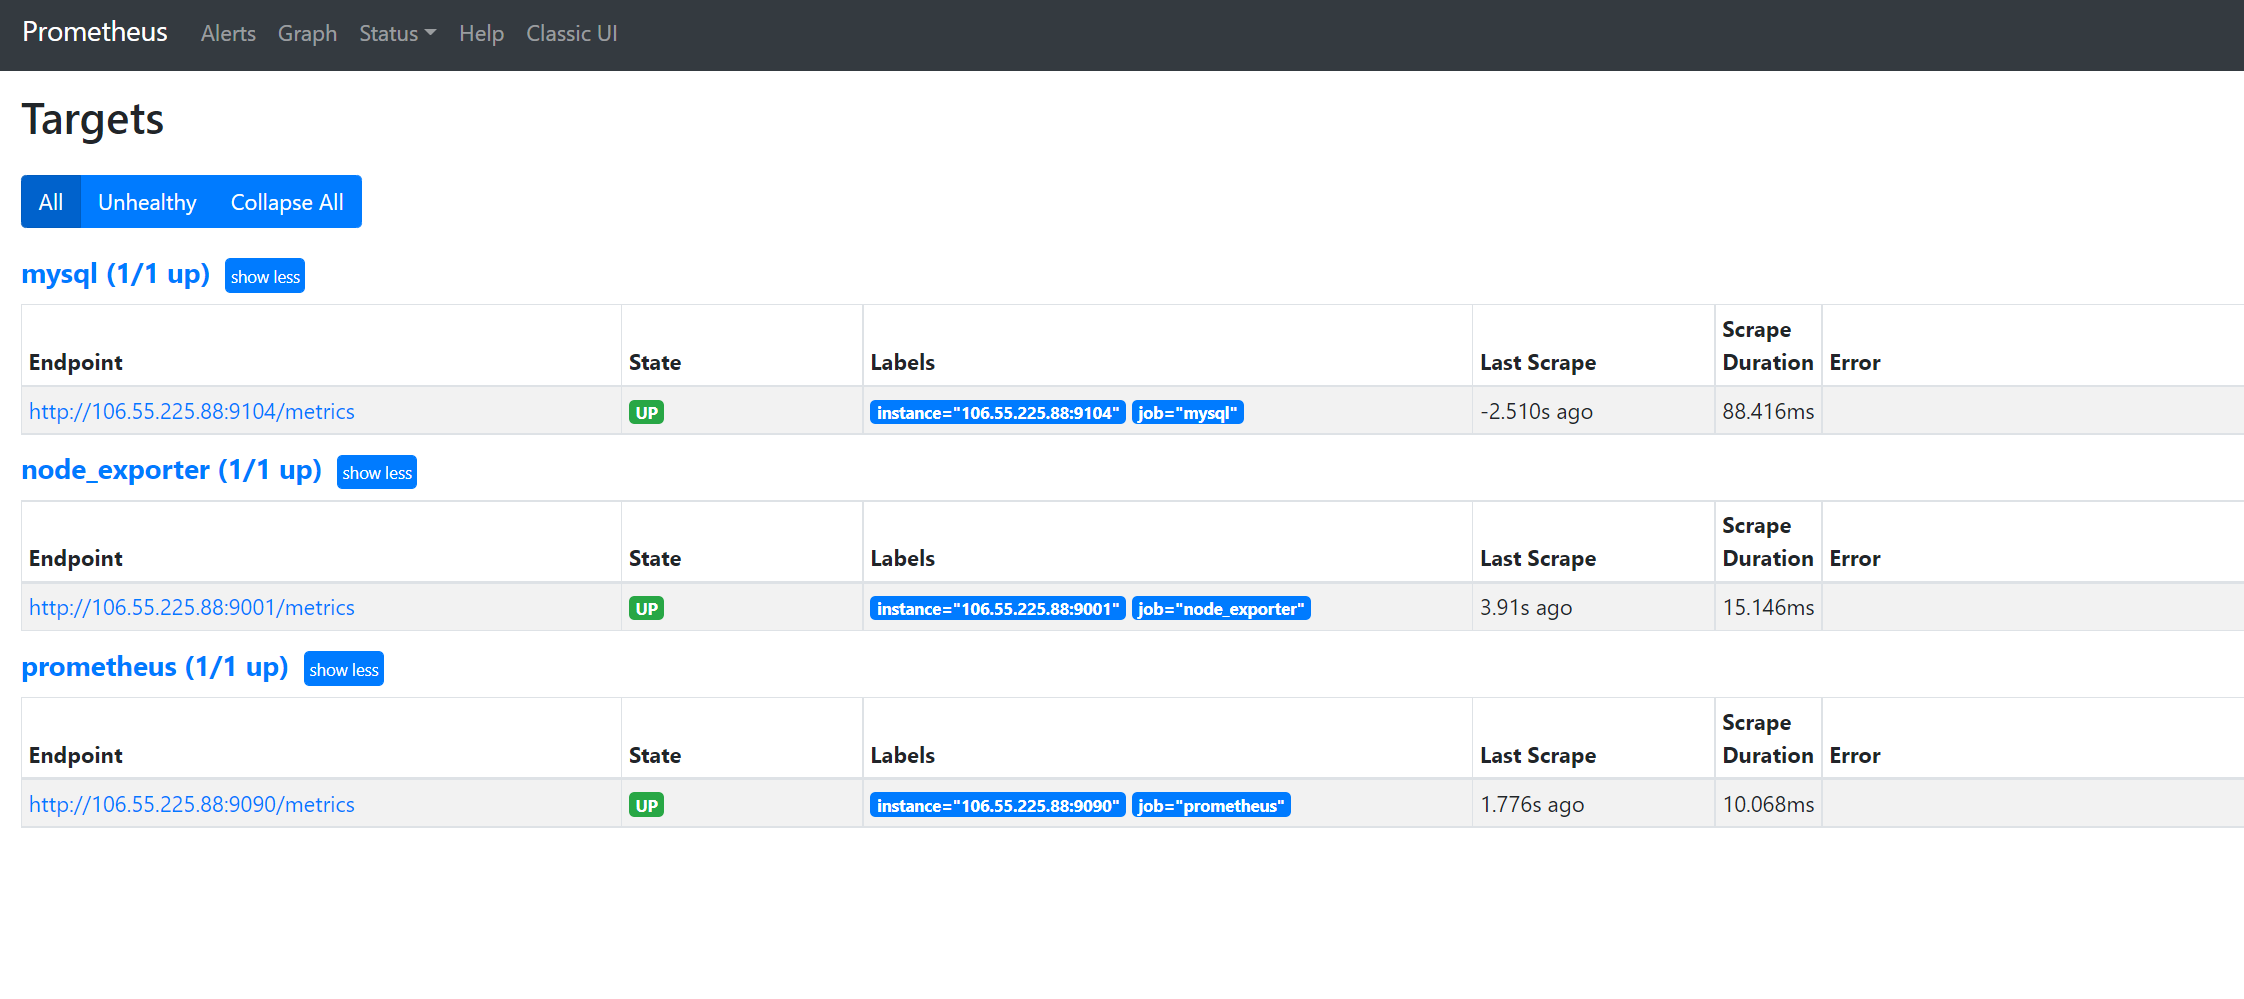 Prometheus Alerts Graph Status Help Classic UI
Targets
All Unhealthy Collapse All
mysql (1/1 up) show less
Endpoint State Labels Last Scrape Scrape Duration Error
http://106.55.225.88:9104/metrics UP instance="106.55.225.88:9104" job="mysql" -2.510s ago 88.416ms
node_exporter (1/1 up) show less
Endpoint State Labels Last Scrape Scrape Duration Error
http://106.55.225.88:9001/metrics UP instance="106.55.225.88:9001" job="node_exporter" 3.91s ago 15.146ms
prometheus (1/1 up) show less
Endpoint State Labels Last Scrape Scrape Duration Error
http://106.55.225.88:9090/metrics UP instance="106.55.225.88:9090" job="prometheus" 1.776s ago 10.068ms